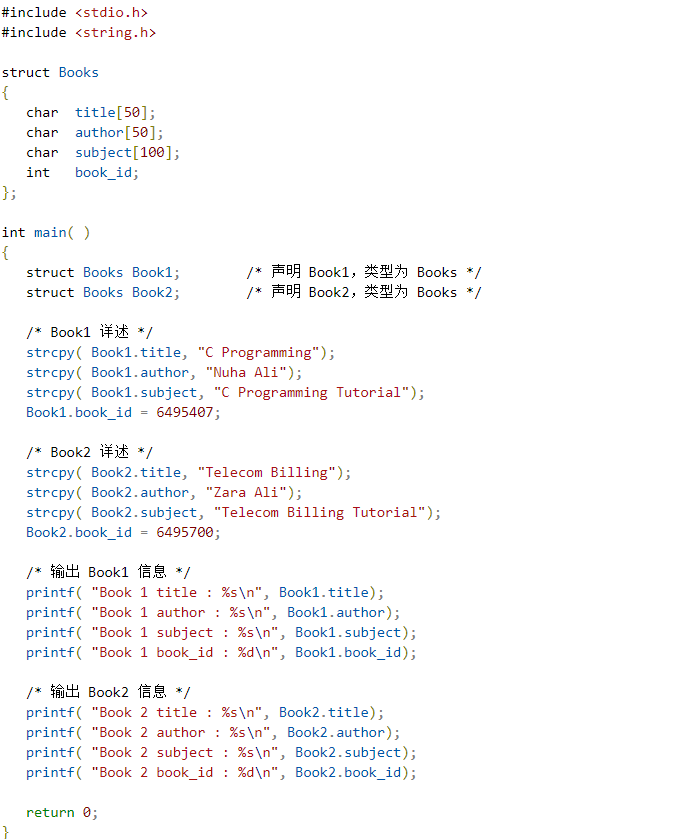 #include <stdio.h>
#include <string.h>
struct Books
{
   char  title[50];
   char  author[50];
   char  subject[100];
   int   book_id;
};
int main( )
{
   struct Books Book1;        /* 声明 Book1，类型为 Books */
   struct Books Book2;        /* 声明 Book2，类型为 Books */
   /* Book1 详述 */
   strcpy( Book1.title, "C Programming");
   strcpy( Book1.author, "Nuha Ali");
   strcpy( Book1.subject, "C Programming Tutorial");
   Book1.book_id = 6495407;
   /* Book2 详述 */
   strcpy( Book2.title, "Telecom Billing");
   strcpy( Book2.author, "Zara Ali");
   strcpy( Book2.subject, "Telecom Billing Tutorial");
   Book2.book_id = 6495700;
   /* 输出 Book1 信息 */
   printf( "Book 1 title : %s\n", Book1.title);
   printf( "Book 1 author : %s\n", Book1.author);
   printf( "Book 1 subject : %s\n", Book1.subject);
   printf( "Book 1 book_id : %d\n", Book1.book_id);
   /* 输出 Book2 信息 */
   printf( "Book 2 title : %s\n", Book2.title);
   printf( "Book 2 author : %s\n", Book2.author);
   printf( "Book 2 subject : %s\n", Book2.subject);
   printf( "Book 2 book_id : %d\n", Book2.book_id);
   return 0;
}